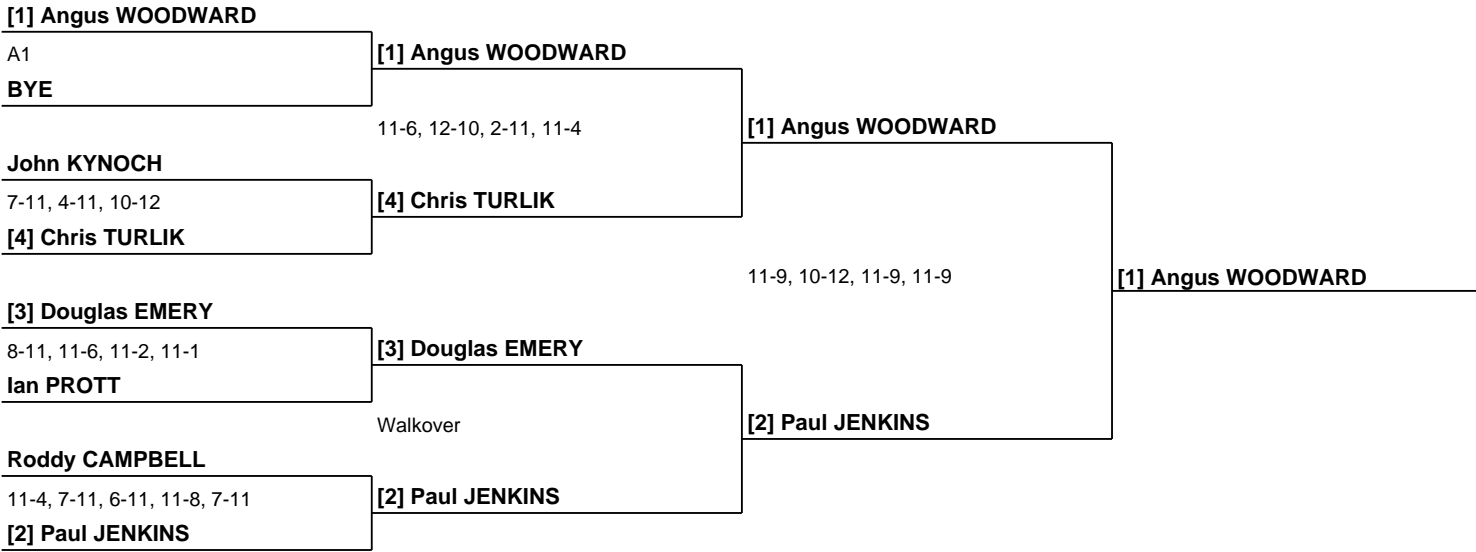 [1] Angus WOODWARD
A1
BYE
[1] Angus WOODWARD
11-6, 12-10, 2-11, 11-4
[1] Angus WOODWARD
John KYNOCH
7-11, 4-11, 10-12
[4] Chris TURLIK
[4] Chris TURLIK
11-9, 10-12, 11-9, 11-9
[1] Angus WOODWARD
[3] Douglas EMERY
8-11, 11-6, 11-2, 11-1
Ian PROTT
[3] Douglas EMERY
Walkover
[2] Paul JENKINS
Roddy CAMPBELL
11-4, 7-11, 6-11, 11-8, 7-11
[2] Paul JENKINS
[2] Paul JENKINS